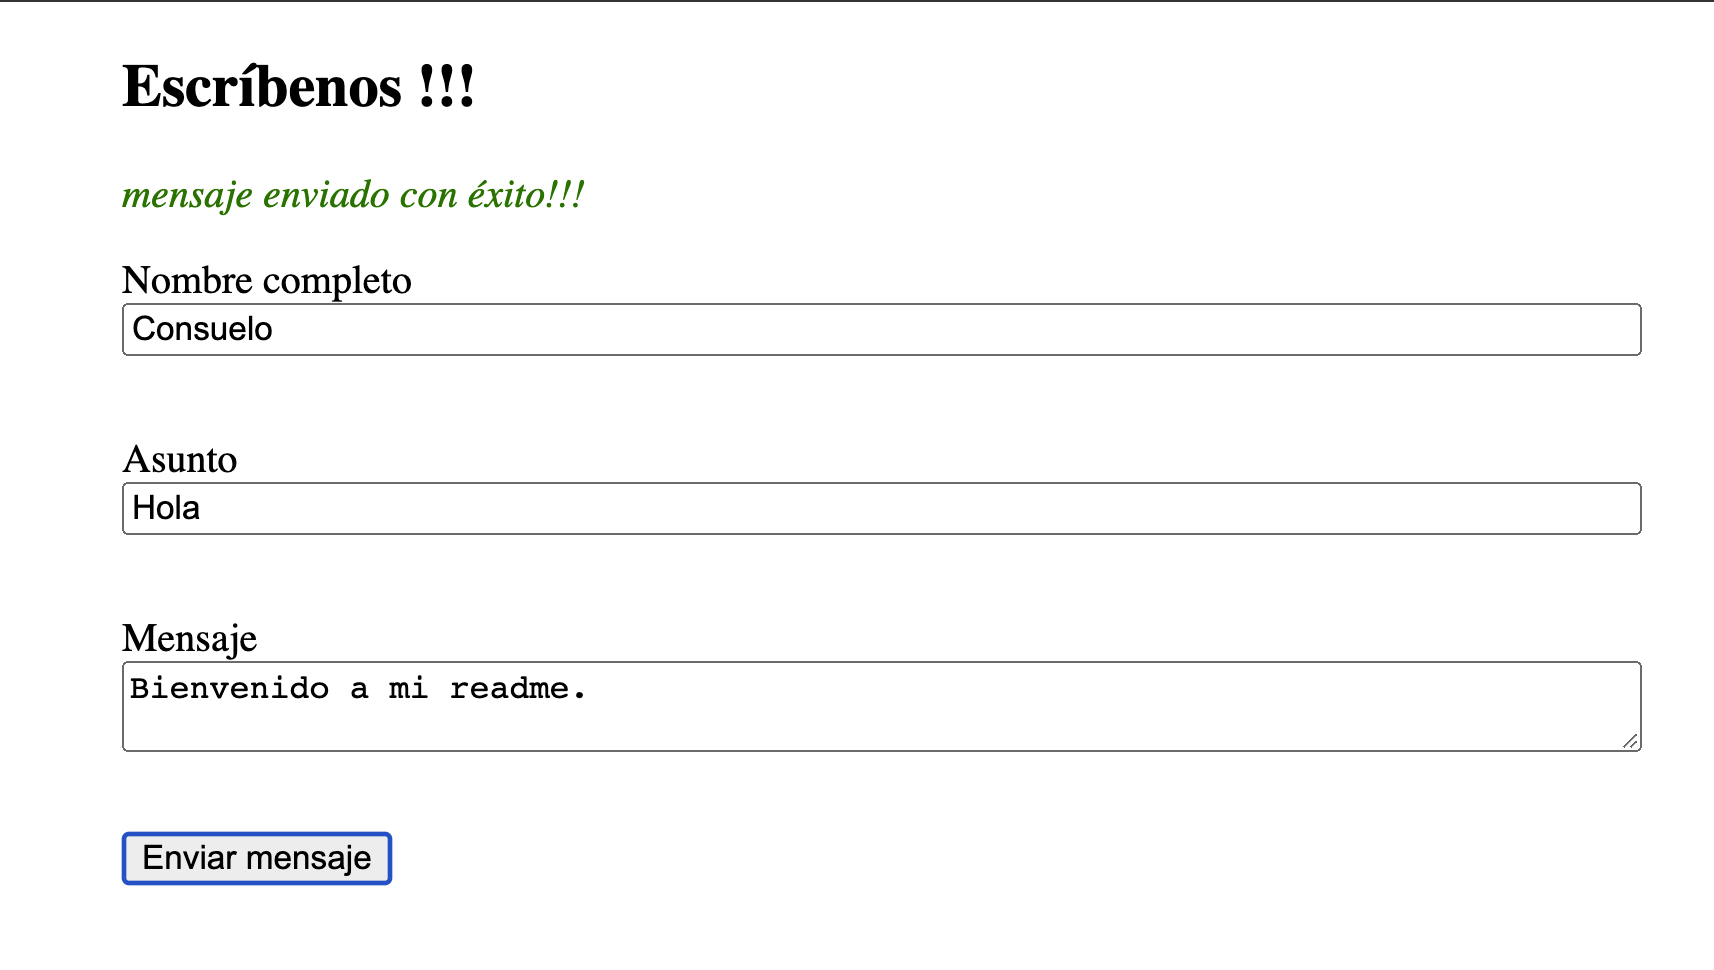 Escríbenos !!!
mensaje enviado con éxito!!!
Nombre completo
Consuelo
Asunto
Hola
Mensaje
Bienvenido a mi readme.
Enviar mensaje